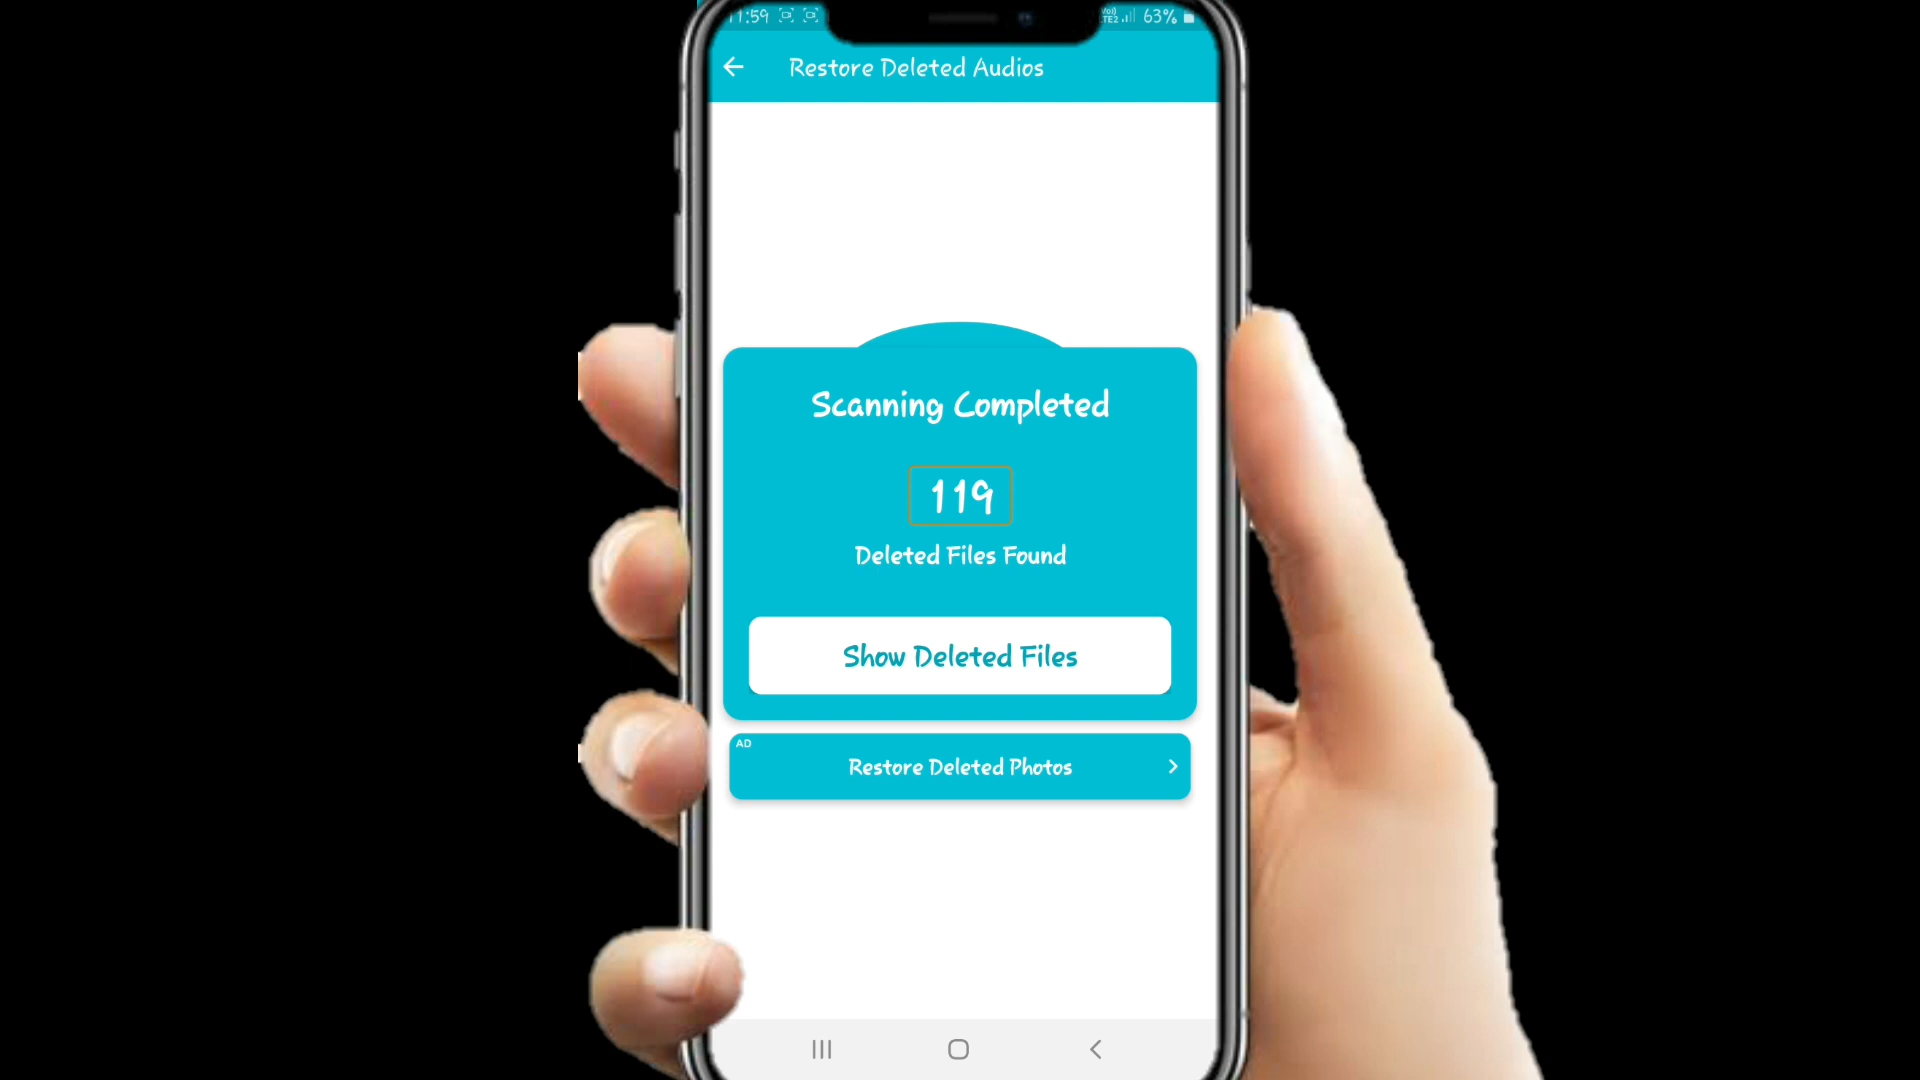 11:59 63%
Restore Deleted Audios
Scanning Completed
119
Deleted Files Found
Show Deleted Files
AD
Restore Deleted Photos